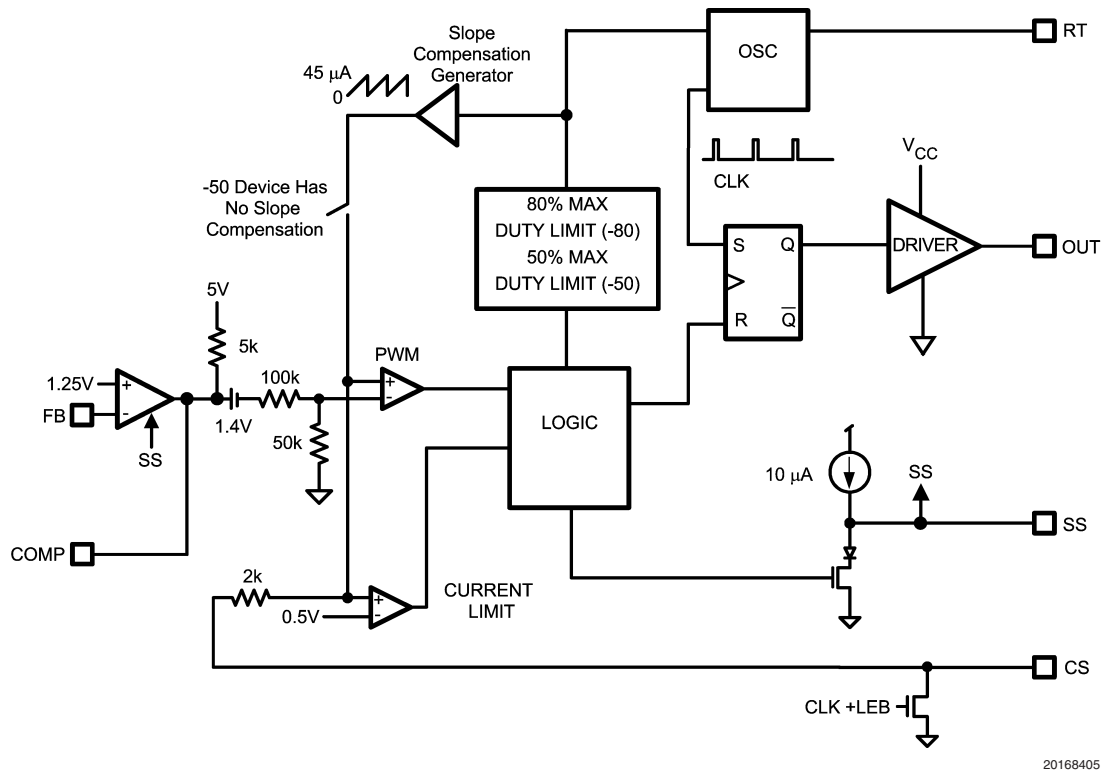 Slope
Compensation
Generator
45 μA
0
OSC
RT
CLK
VCC
-50 Device Has
No Slope
Compensation
80% MAX
DUTY LIMIT (-80)
50% MAX
DUTY LIMIT (-50)
S Q
R Q̅
DRIVER
OUT
5V
5k
PWM
1.25V
+
-
FB
SS
1.4V
100k
50k
+
-
LOGIC
10 μA
SS
SS
COMP
2k
0.5V
+
-
CURRENT
LIMIT
CS
CLK +LEB
20168405